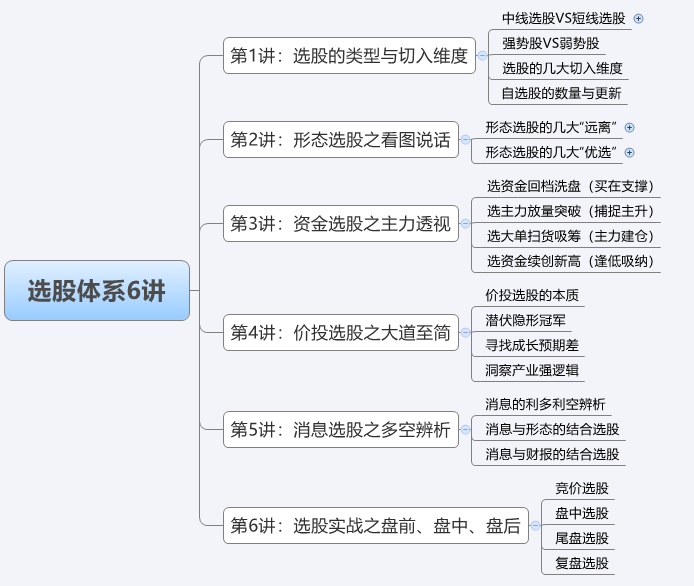 选股体系6讲
第1讲：选股的类型与切入维度
中线选股VS短线选股
强势股VS弱势股
选股的几大切入维度
自选股的数量与更新
第2讲：形态选股之看图说话
形态选股的几大“远离”
形态选股的几大“优选”
第3讲：资金选股之主力透视
选资金回档洗盘（买在支撑）
选主力放量突破（捕捉主升）
选大单扫货吸筹（主力建仓）
选资金续创新高（逢低吸纳）
第4讲：价投选股之大道至简
价投选股的本质
潜伏隐形冠军
寻找成长预期差
洞察产业强逻辑
第5讲：消息选股之多空辨析
消息的利多利空辨析
消息与形态的结合选股
消息与财报的结合选股
第6讲：选股实战之盘前、盘中、盘后
竞价选股
盘中选股
尾盘选股
复盘选股